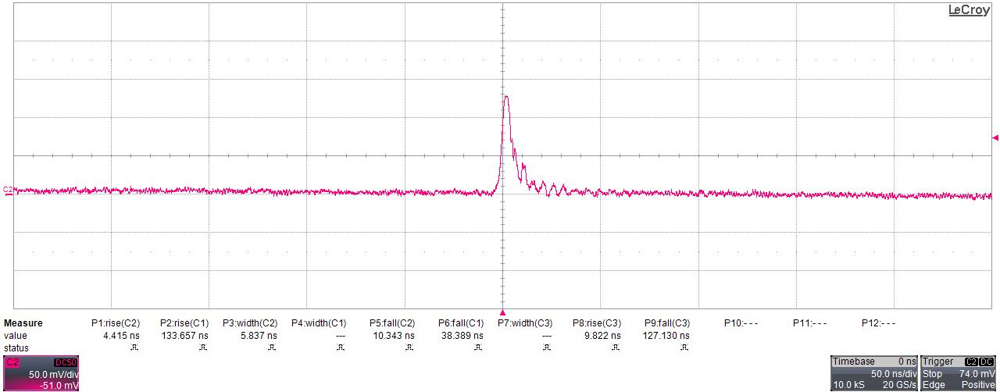 LeCroy
C2
Measure P1:rise(C2) P2:rise(C1) P3:width(C2) P4:width(C1) P5:fall(C2) P6:fall(C1) P7:width(C3) P8:rise(C3) P9:fall(C3) P10:- - - P11:- - - P12:- - -
value 4.415 ns 133.657 ns 5.837 ns --- 10.343 ns 38.389 ns --- 9.822 ns 127.130 ns
status
C2 DC50
50.0 mV/div
-51.0 mV
Timebase 0 ns
50.0 ns/div
10.0 kS 20 GS/s
Trigger C2 DC
Stop 74.0 mV
Edge Positive